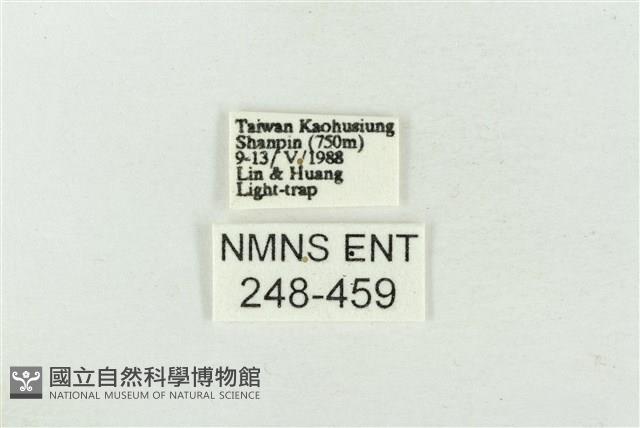 Taiwan Kaohusiung
Shanpin (750m)
9-13/V/1988
Lin & Huang
Light-trap
NMNS ENT
248-459
國立自然科學博物館
NATIONAL MUSEUM OF NATURAL SCIENCE